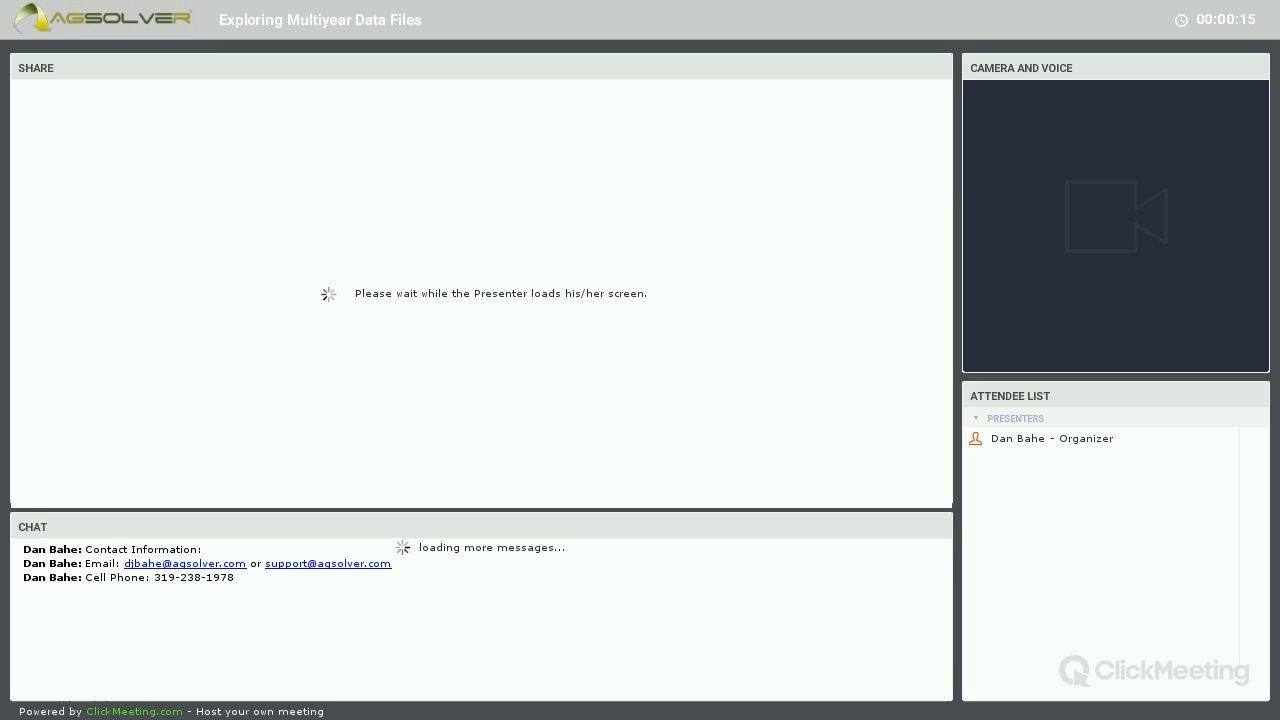 AGSOLVER
Exploring Multiyear Data Files
00:00:15
SHARE
Please wait while the Presenter loads his/her screen.
CAMERA AND VOICE
ATTENDEE LIST
PRESENTERS
Dan Bahe - Organizer
CHAT
loading more messages...
Dan Bahe: Contact Information:
Dan Bahe: Email: djbahe@agsolver.com or support@agsolver.com
Dan Bahe: Cell Phone: 319-238-1978
ClickMeeting
Powered by ClickMeeting.com - Host your own meeting